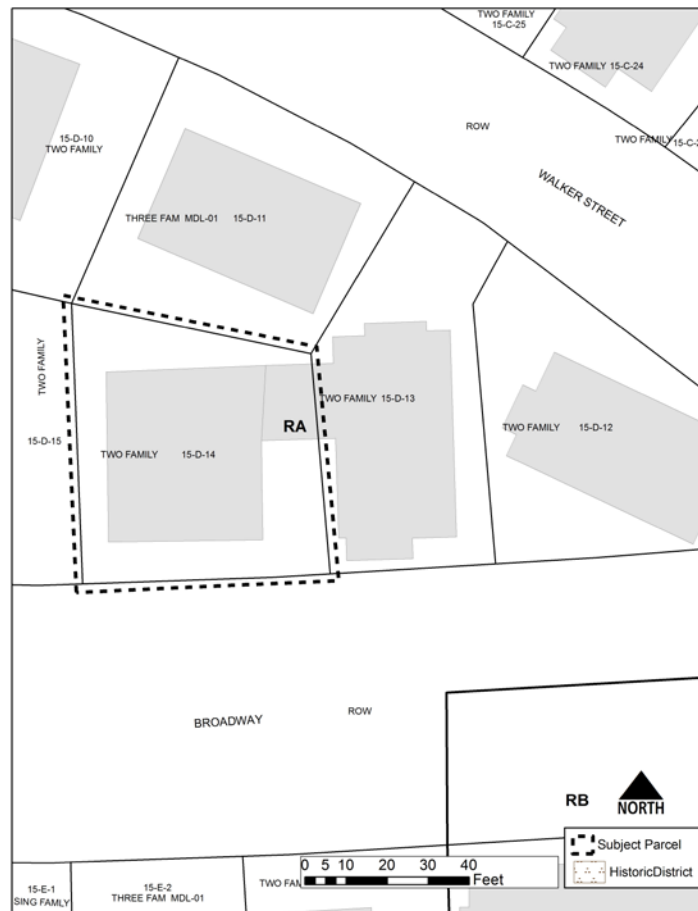 TWO FAMILY
15-C-25
TWO FAMILY 15-C-24
15-D-10
TWO FAMILY
ROW
TWO FAMILY
WALKER STREET
THREE FAM MDL-01 15-D-11
TWO FAMILY
TWO FAMILY 15-D-13
RA
15-D-15
TWO FAMILY 15-D-14
TWO FAMILY 15-D-12
BROADWAY
ROW
RB
NORTH
0 5 10 20 30 40
Feet
Subject Parcel
HistoricDistrict
15-E-1
SING FAMLY
15-E-2
THREE FAM MDL-01
TWO